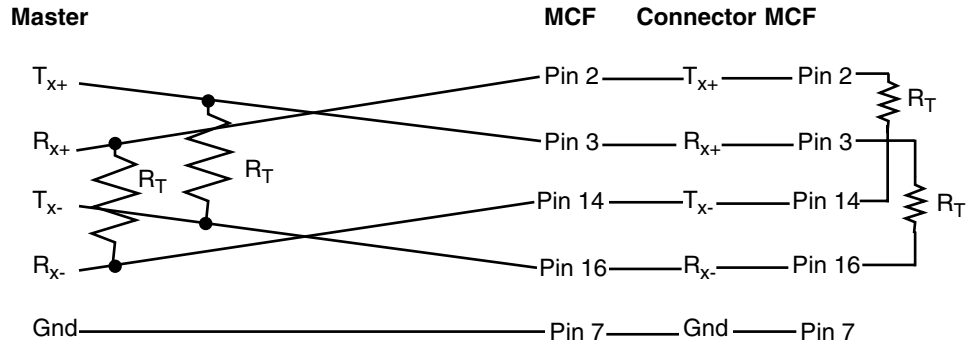 Master MCF Connector MCF
Tx+ Pin 2 Tx+ Pin 2
RT
Rx+ Pin 3 Rx+ Pin 3
RT RT
Tx- Pin 14 Tx- Pin 14
RT
Rx- Pin 16 Rx- Pin 16
Gnd Pin 7 Gnd Pin 7